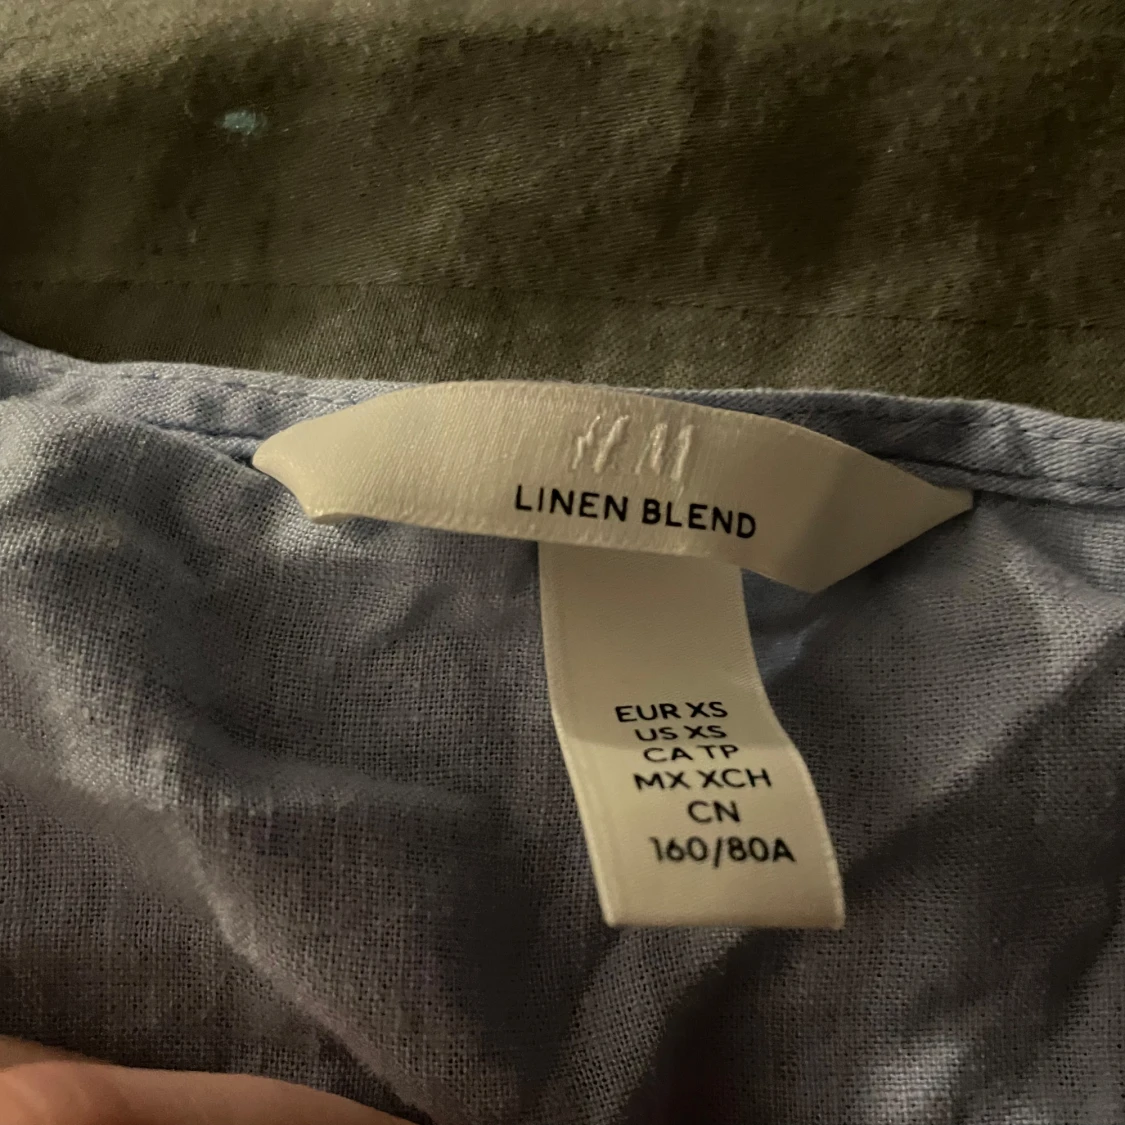 H M
LINEN BLEND
EUR XS
US XS
CA TP
MX XCH
CN
160/80A